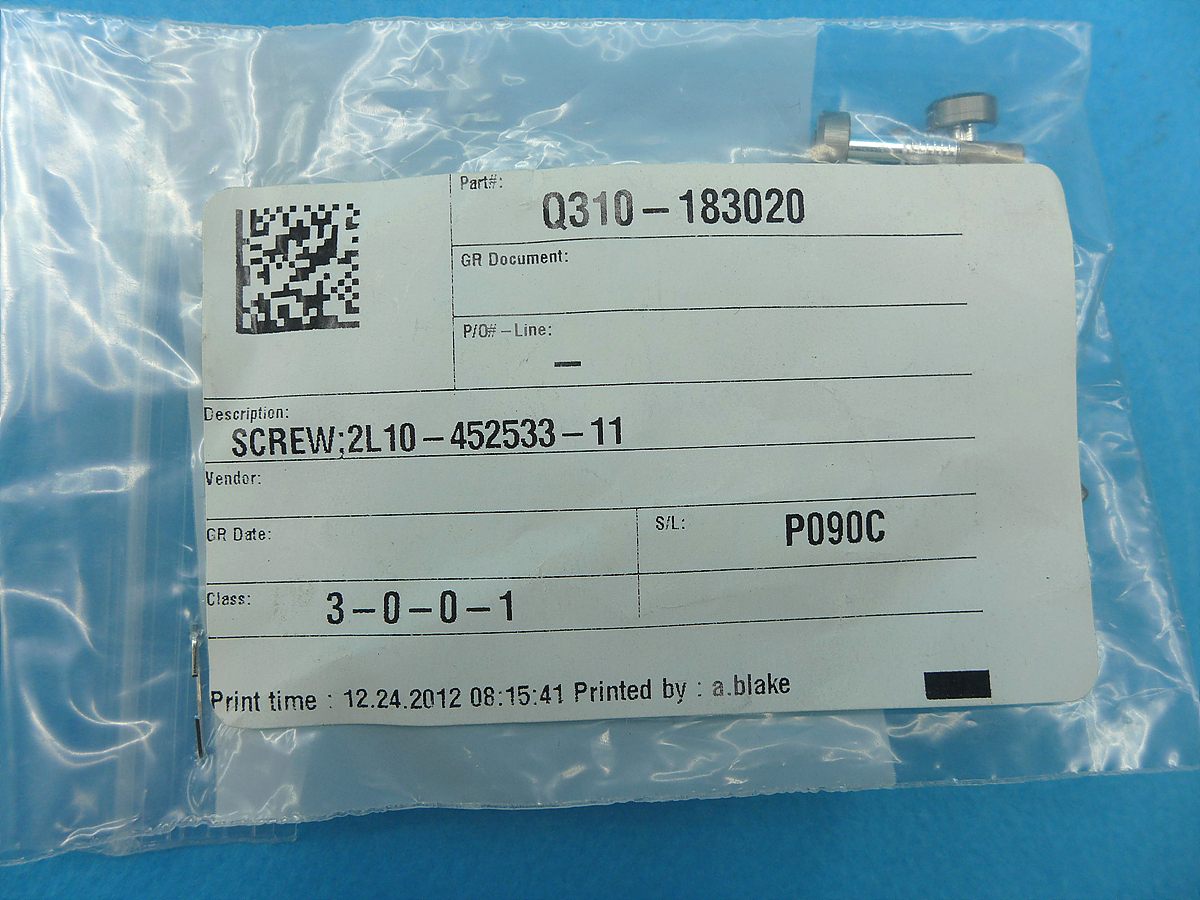 Part#:
Q310-183020
GR Document:
P/O#-Line:
-
Description:
SCREW;2L10-452533-11
Vendor:
GR Date:
S/L:
P090C
Class:
3-0-0-1
Print time : 12.24.2012 08:15:41 Printed by : a.blake